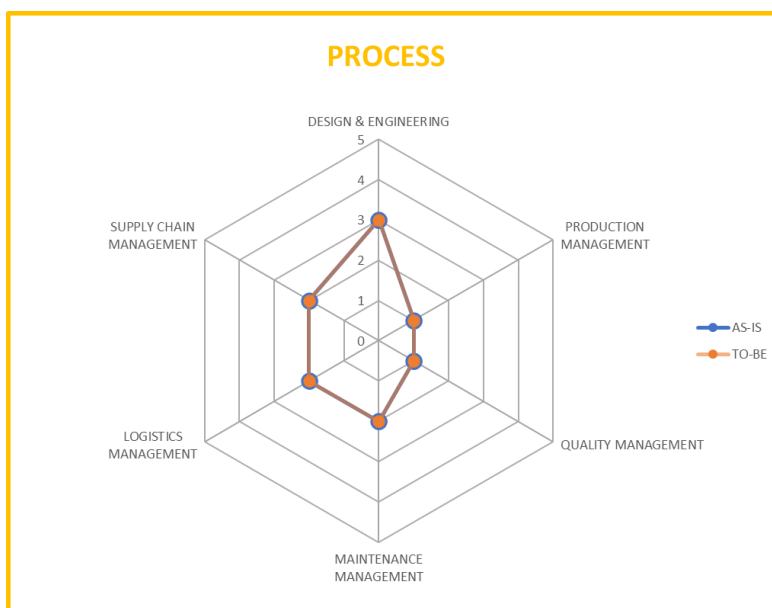 PROCESS
DESIGN & ENGINEERING
5
4
3
2
1
0
SUPPLY CHAIN
MANAGEMENT
PRODUCTION
MANAGEMENT
AS-IS
TO-BE
LOGISTICS
MANAGEMENT
QUALITY MANAGEMENT
MAINTENANCE
MANAGEMENT